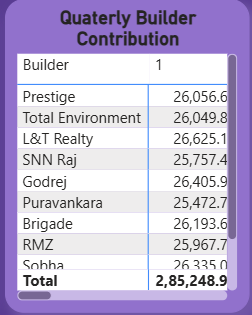 Quaterly Builder
Contribution
Builder 1
Prestige 26,056.6
Total Environment 26,049.8
L&T Realty 26,625.1
SNN Raj 25,757.4
Godrej 26,405.9
Puravankara 25,472.7
Brigade 26,193.6
RMZ 25,967.7
Sobha 26,335.0
Total 2,85,248.9